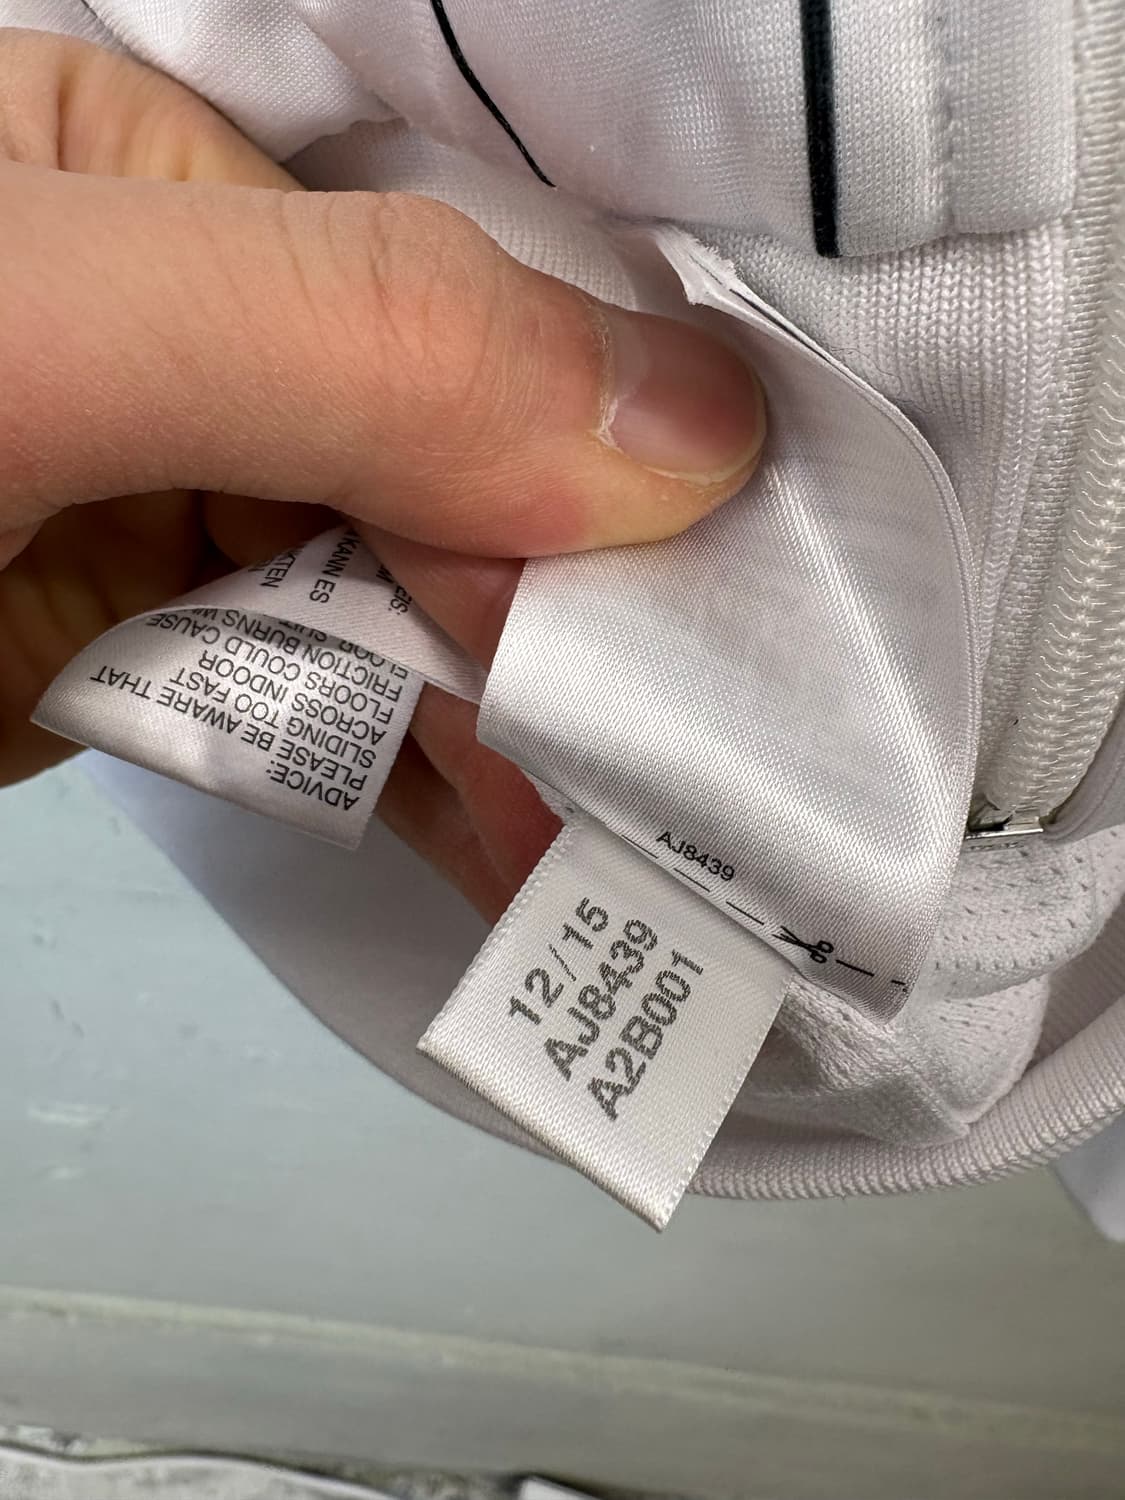 ADVICE:
PLEASE BE AWARE THAT
SLIDING TOO FAST
ACROSS INDOOR
FLOORS COULD CAUSE
FRICTION BURNS
KANN ES
AJ8439
12/15
AJ8439
A2B001